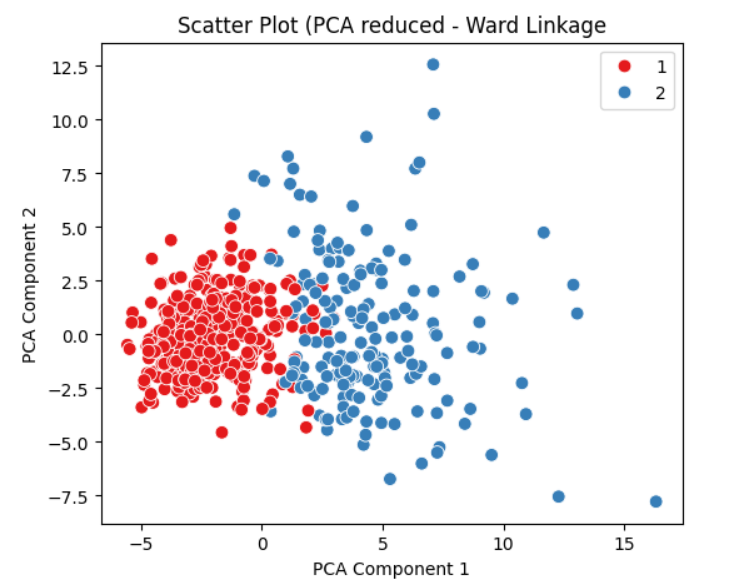 Scatter Plot (PCA reduced - Ward Linkage
1
2
12.5
10.0
7.5
5.0
2.5
0.0
−2.5
−5.0
−7.5
PCA Component 2
−5 0 5 10 15
PCA Component 1